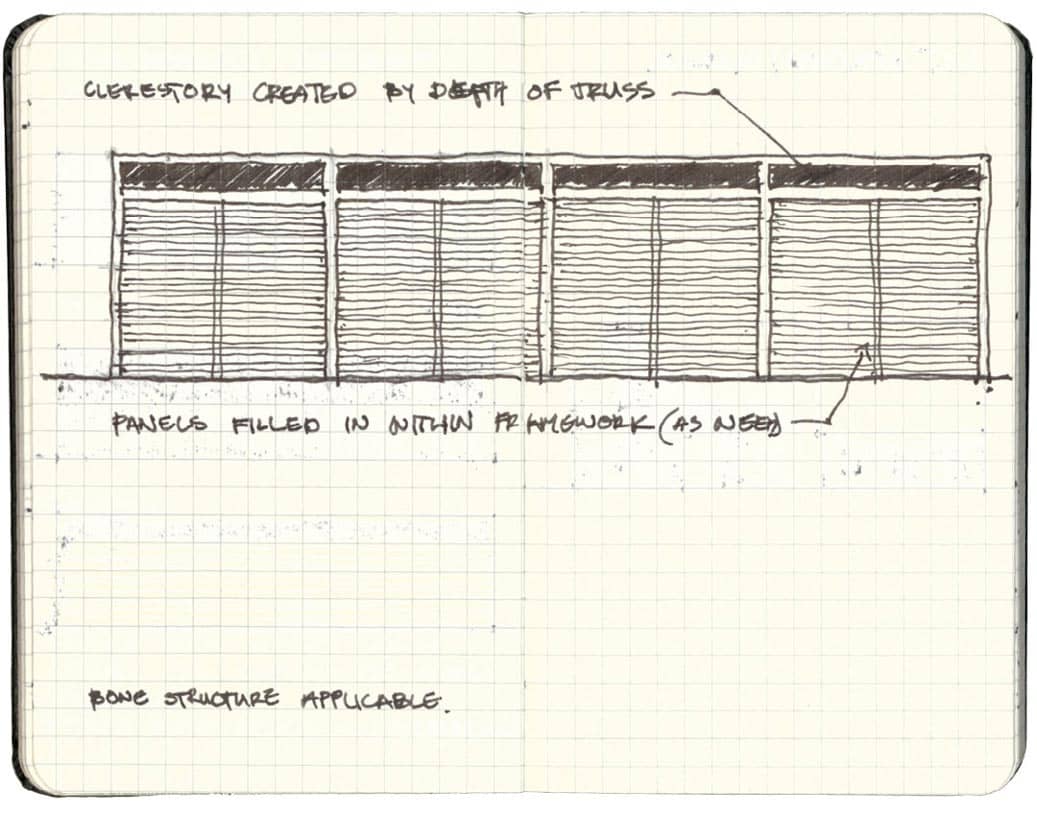 CLERESTORY CREATED BY DEPTH OF TRUSS
PANELS FILLED IN WITHIN FRAMEWORK (AS NEED)
BONE STRUCTURE APPLICABLE.